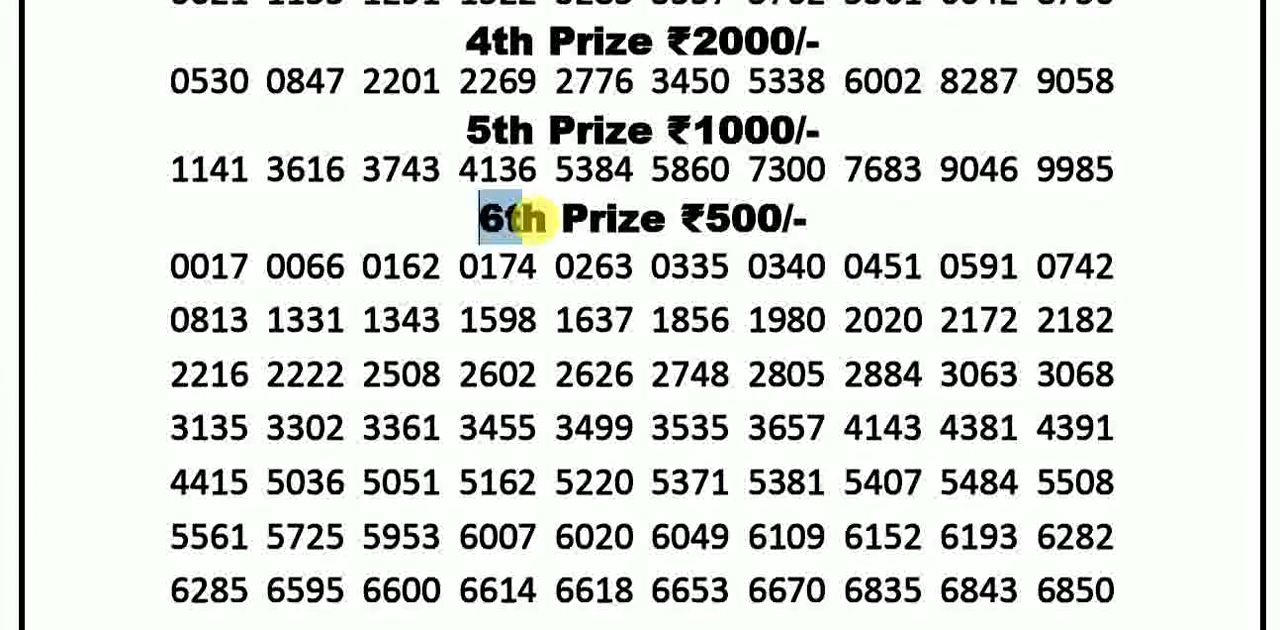 4th Prize ₹2000/-
0530 0847 2201 2269 2776 3450 5338 6002 8287 9058
5th Prize ₹1000/-
1141 3616 3743 4136 5384 5860 7300 7683 9046 9985
6th Prize ₹500/-
0017 0066 0162 0174 0263 0335 0340 0451 0591 0742
0813 1331 1343 1598 1637 1856 1980 2020 2172 2182
2216 2222 2508 2602 2626 2748 2805 2884 3063 3068
3135 3302 3361 3455 3499 3535 3657 4143 4381 4391
4415 5036 5051 5162 5220 5371 5381 5407 5484 5508
5561 5725 5953 6007 6020 6049 6109 6152 6193 6282
6285 6595 6600 6614 6618 6653 6670 6835 6843 6850